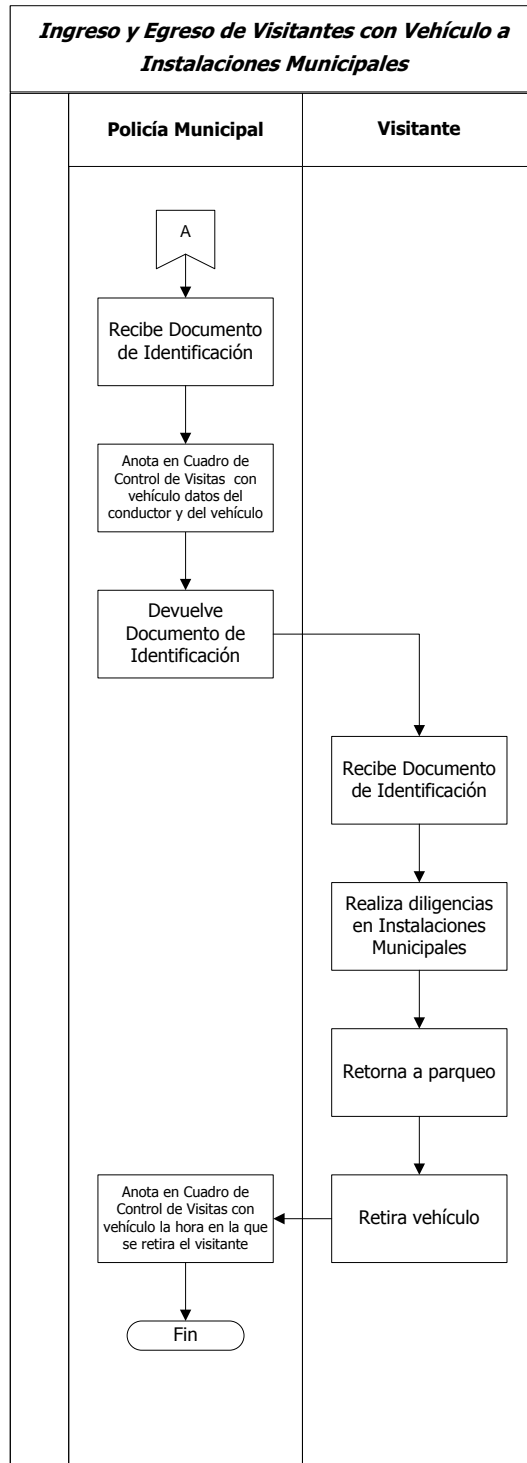 Ingreso y Egreso de Visitantes con Vehículo a
Instalaciones Municipales
Policía Municipal
Visitante
A
Recibe Documento
de Identificación
Anota en Cuadro de
Control de Visitas con
vehículo datos del
conductor y del vehículo
Devuelve
Documento de
Identificación
Recibe Documento
de Identificación
Realiza diligencias
en Instalaciones
Municipales
Retorna a parqueo
Retira vehículo
Anota en Cuadro de
Control de Visitas con
vehículo la hora en la que
se retira el visitante
Fin